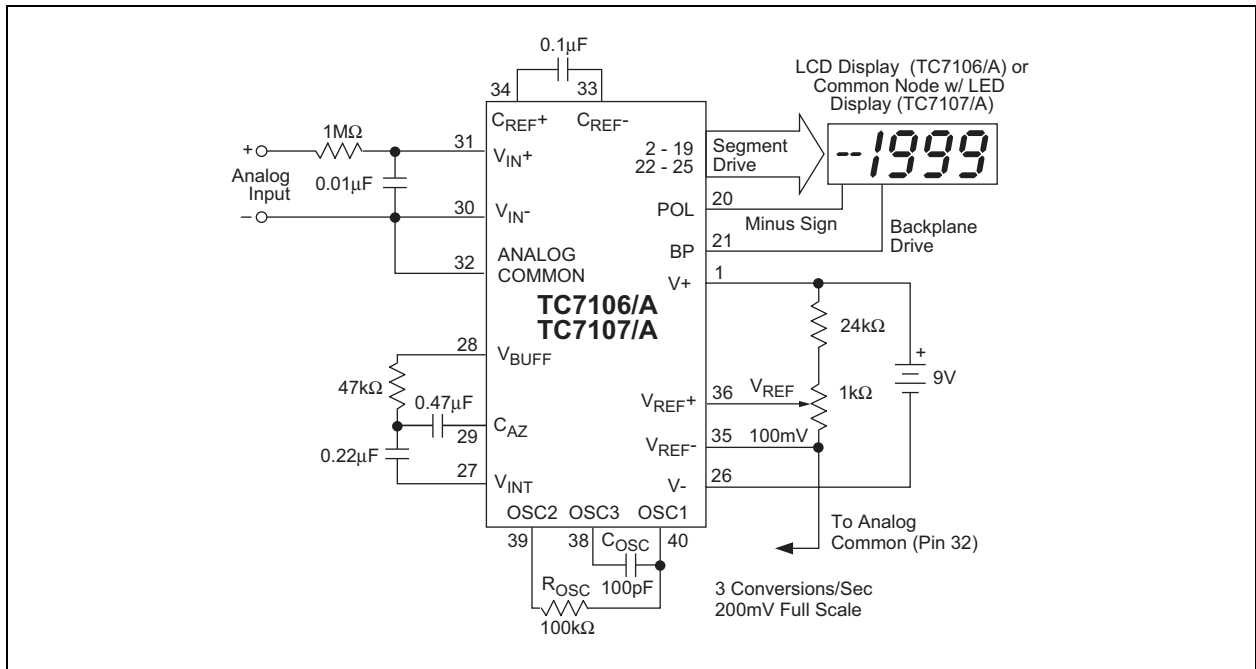 0.1µF
34
33
CREF+
CREF-
LCD Display (TC7106/A) or
Common Node w/ LED
Display (TC7107/A)
--1999
1MΩ
31
VIN+
+
Analog
Input
–
0.01µF
30
VIN-
32
ANALOG
COMMON
2 - 19
22 - 25
Segment
Drive
POL
20
Minus Sign
BP
21
Backplane
Drive
V+
1
TC7106/A
TC7107/A
24kΩ
+
9V
28
VBUFF
47kΩ
0.47µF
CAZ
29
0.22µF
27
VINT
VREF+
36
VREF
1kΩ
VREF-
35
100mV
V-
26
OSC2
OSC3
OSC1
39
38
COSC
40
100pF
ROSC
100kΩ
To Analog
Common (Pin 32)
3 Conversions/Sec
200mV Full Scale